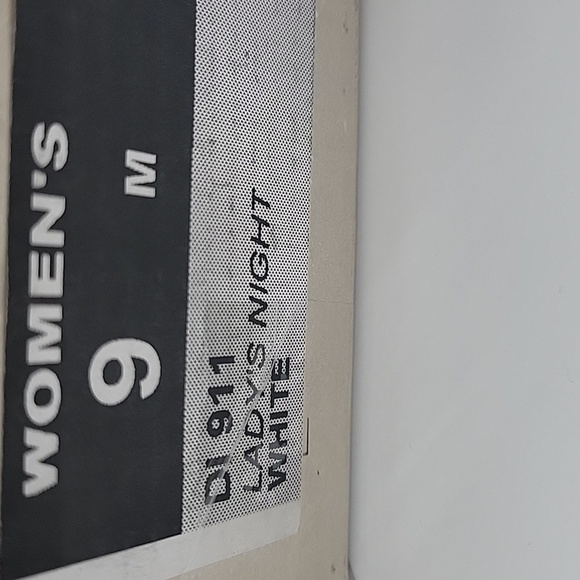 WOMEN'S
9 M
DI 911
LADY'S NIGHT
WHITE